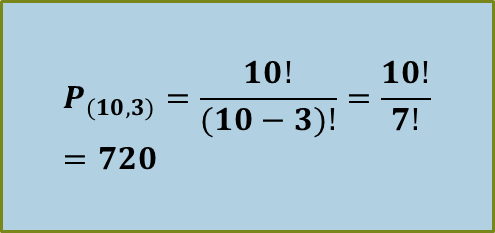 P(10,3) = 10!/(10 − 3)! = 10!/7!
= 720